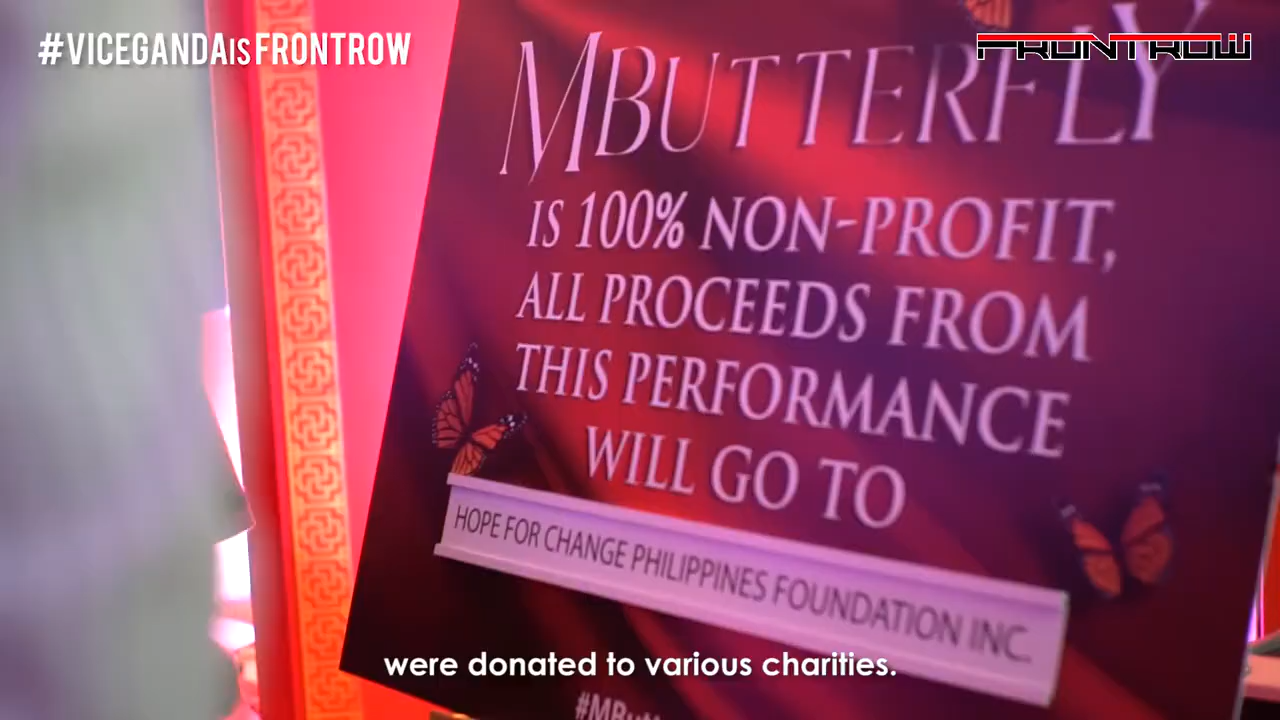 #VICEGANDAisFRONTROW
FRONTROW
MBUTTERFLY
IS 100% NON-PROFIT,
ALL PROCEEDS FROM
THIS PERFORMANCE
WILL GO TO
HOPE FOR CHANGE PHILIPPINES FOUNDATION INC.
were donated to various charities.